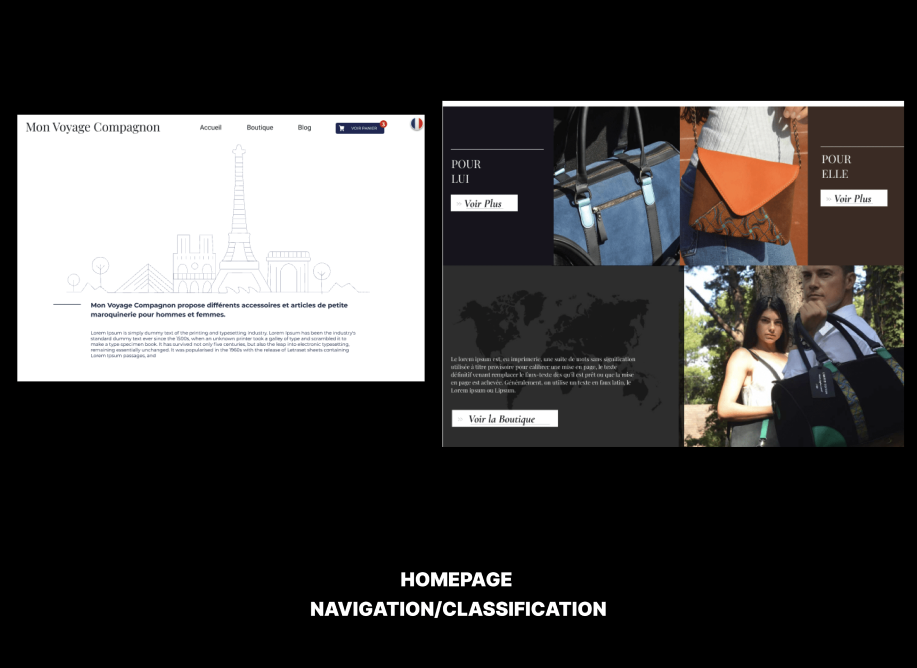 Mon Voyage Compagnon
Accueil
Boutique
Blog
VOIR PANIER
Mon Voyage Compagnon propose différents accessoires et articles de petite
maroquinerie pour hommes et femmes.
Lorem Ipsum is simply dummy text of the printing and typesetting industry. Lorem Ipsum has been the industry's
standard dummy text ever since the 1500s, when an unknown printer took a galley of type and scrambled it to
make a type specimen book. It has survived not only five centuries, but also the leap into electronic typesetting,
remaining essentially unchanged. It was popularised in the 1960s with the release of Letraset sheets containing
Lorem Ipsum passages, and
POUR
LUI
Voir Plus
POUR
ELLE
Voir Plus
Le lorem ipsum est, en imprimerie, une suite de mots sans signification
utilisée à titre provisoire pour calibrer une mise en page, le texte
définitif venant remplacer le faux-texte dès qu'il est prêt ou que la mise
en page est achevée. Généralement, on utilise un texte en faux latin, le
Lorem ipsum ou Lipsum.
Voir la Boutique
HOMEPAGE
NAVIGATION/CLASSIFICATION